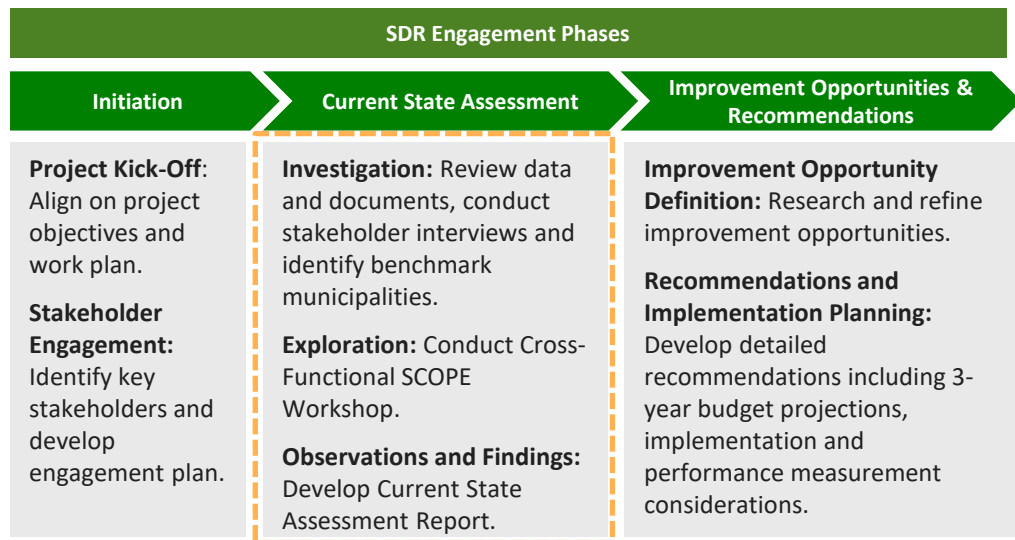 SDR Engagement Phases
Initiation
Current State Assessment
Improvement Opportunities &
Recommendations
Project Kick-Off:
Align on project
objectives and
work plan.
Stakeholder
Engagement:
Identify key
stakeholders and
develop
engagement plan.
Investigation: Review data
and documents, conduct
stakeholder interviews and
identify benchmark
municipalities.
Exploration: Conduct Cross-
Functional SCOPE
Workshop.
Observations and Findings:
Develop Current State
Assessment Report.
Improvement Opportunity
Definition: Research and refine
improvement opportunities.
Recommendations and
Implementation Planning:
Develop detailed
recommendations including 3-
year budget projections,
implementation and
performance measurement
considerations.